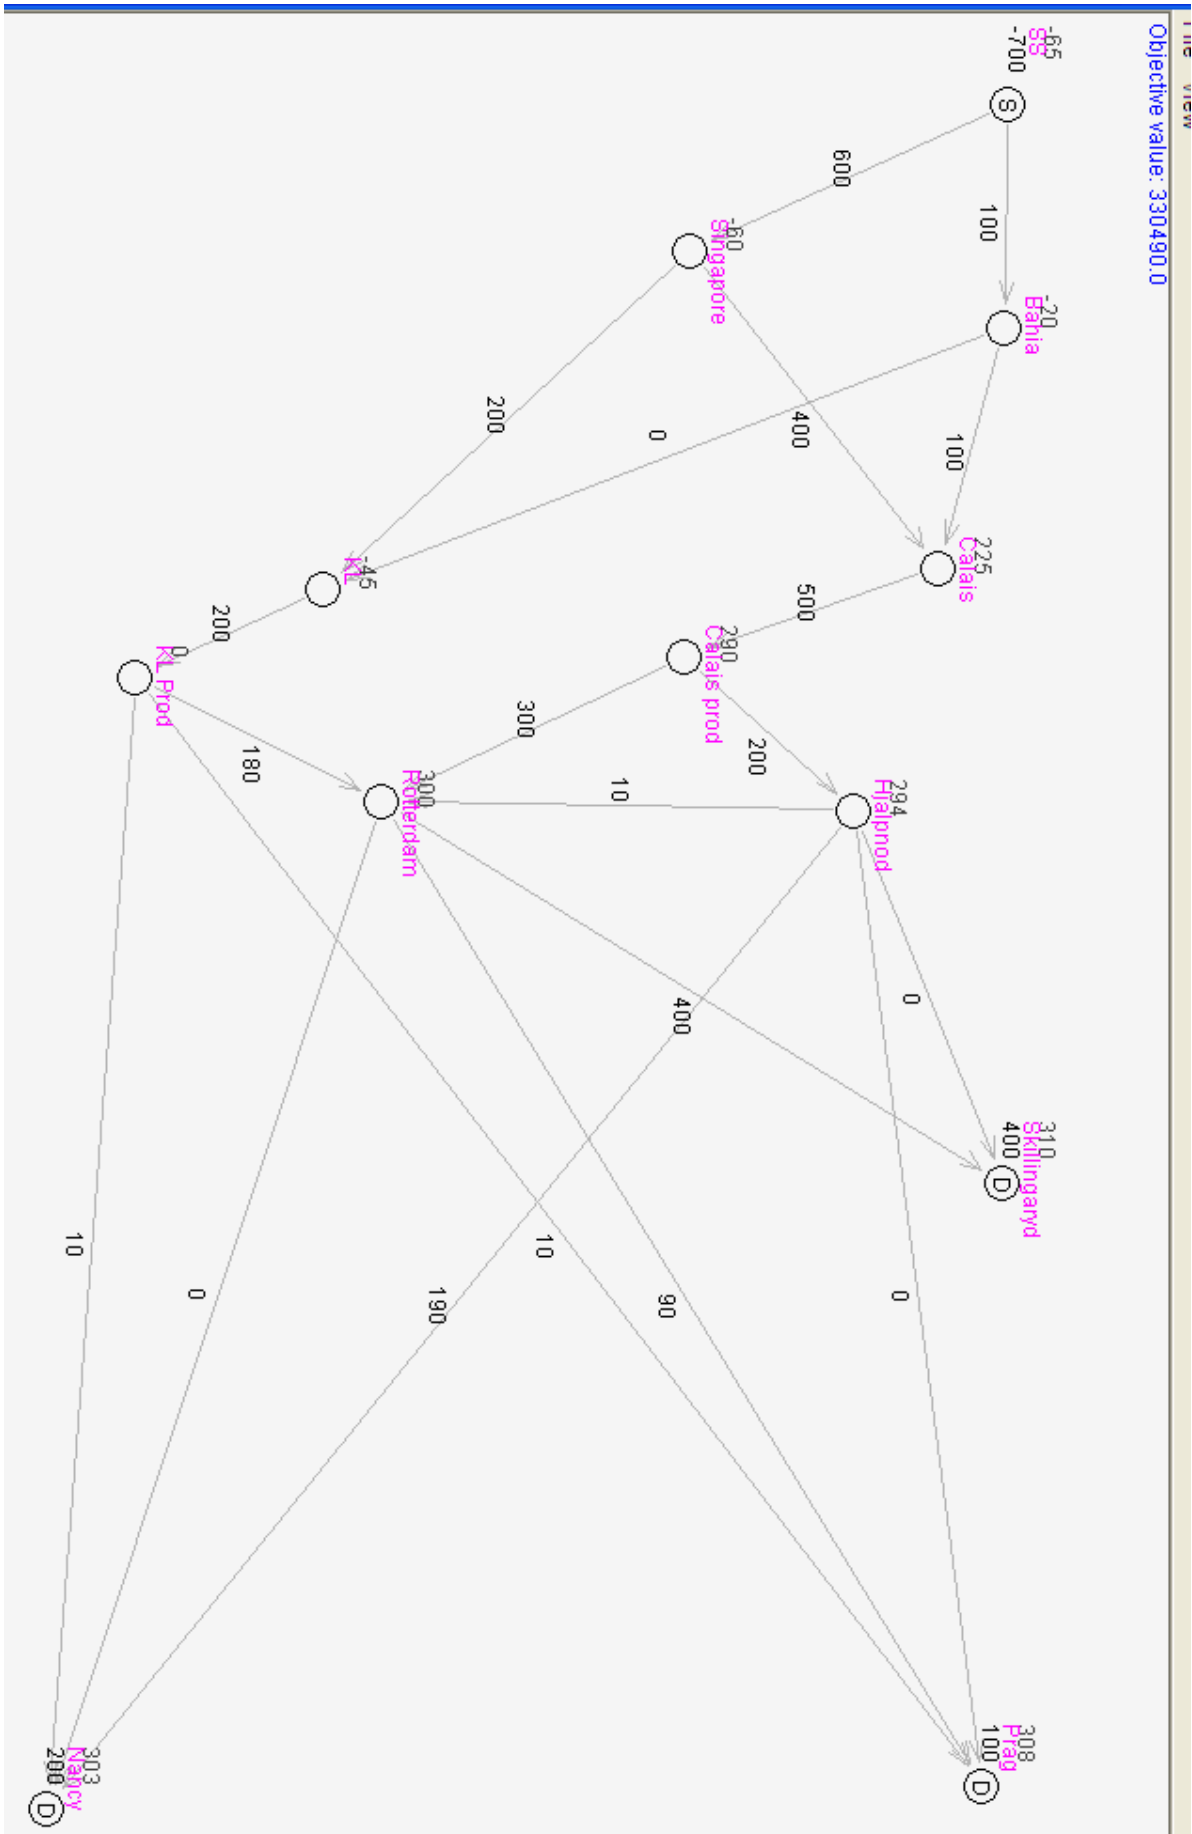 File View
Objective value: 330490.0
-65
SS
-700
S
600
100
-60
Singapore
-20
Bahia
200
0
400
100
-45
KL
225
Calais
200
500
0
KL Prod
290
Calais prod
180
300
200
300
Rotterdam
10
294
Hjalpnod
400
0
310
Skillingaryd
400
D
10
0
190
10
90
0
303
Nancy
200
D
308
Prag
100
D